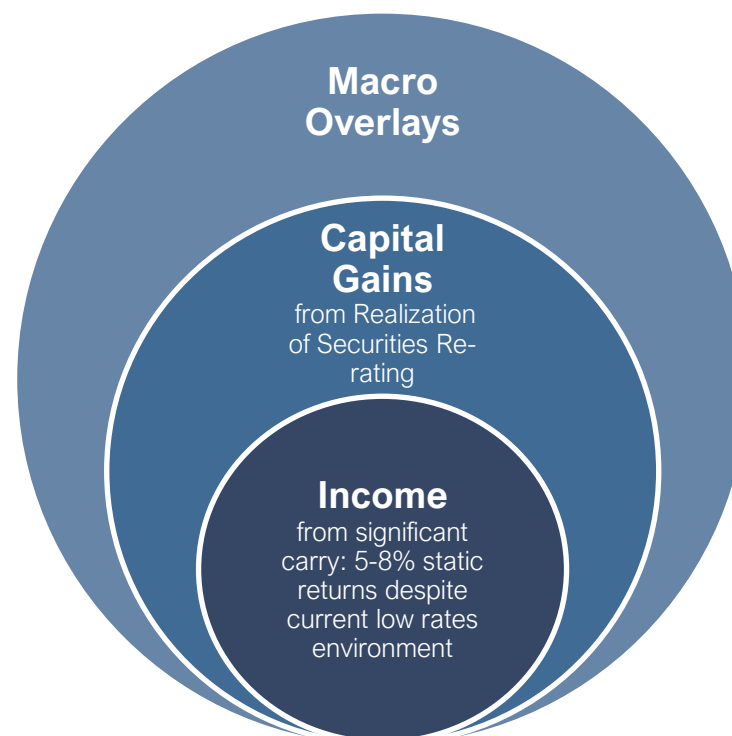 Macro
Overlays
Capital
Gains
from Realization
of Securities Re-
rating
Income
from significant
carry: 5-8% static
returns despite
current low rates
environment